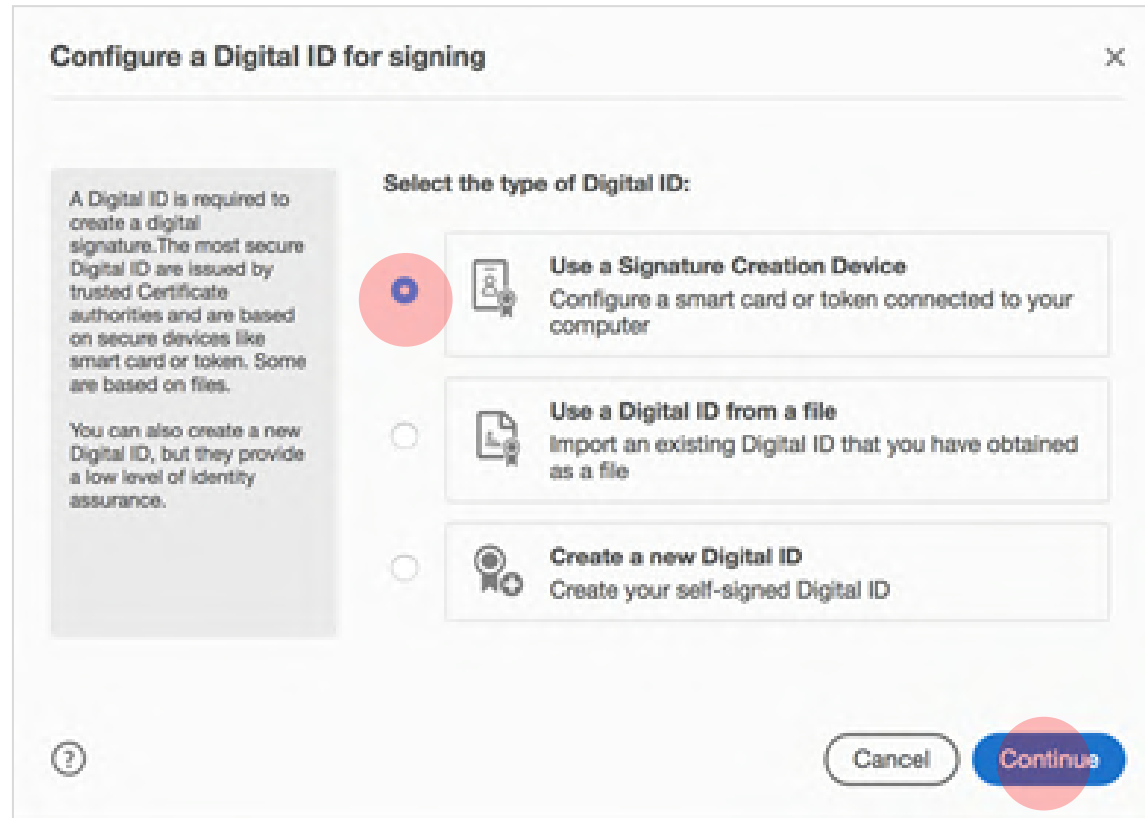 Configure a Digital ID for signing
A Digital ID is required to
create a digital
signature.The most secure
Digital ID are issued by
trusted Certificate
authorities and are based
on secure devices like
smart card or token. Some
are based on files.
You can also create a new
Digital ID, but they provide
a low level of identity
assurance.
Select the type of Digital ID:
Use a Signature Creation Device
Configure a smart card or token connected to your
computer
Use a Digital ID from a file
Import an existing Digital ID that you have obtained
as a file
Create a new Digital ID
Create your self-signed Digital ID
?
Cancel
Continue